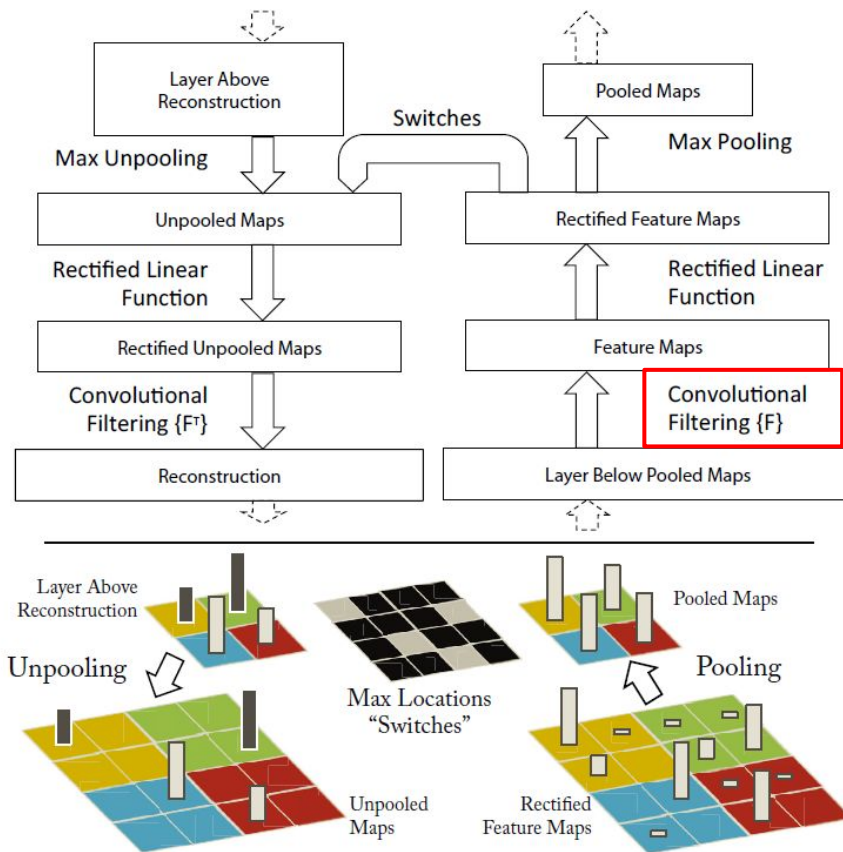 Layer Above
Reconstruction
Pooled Maps
Switches
Max Unpooling
Max Pooling
Unpooled Maps
Rectified Feature Maps
Rectified Linear
Function
Rectified Linear
Function
Rectified Unpooled Maps
Feature Maps
Convolutional
Filtering {Fᵀ}
Convolutional
Filtering {F}
Reconstruction
Layer Below Pooled Maps
Layer Above
Reconstruction
Pooled Maps
Unpooling
Max Locations
“Switches”
Pooling
Unpooled
Maps
Rectified
Feature Maps